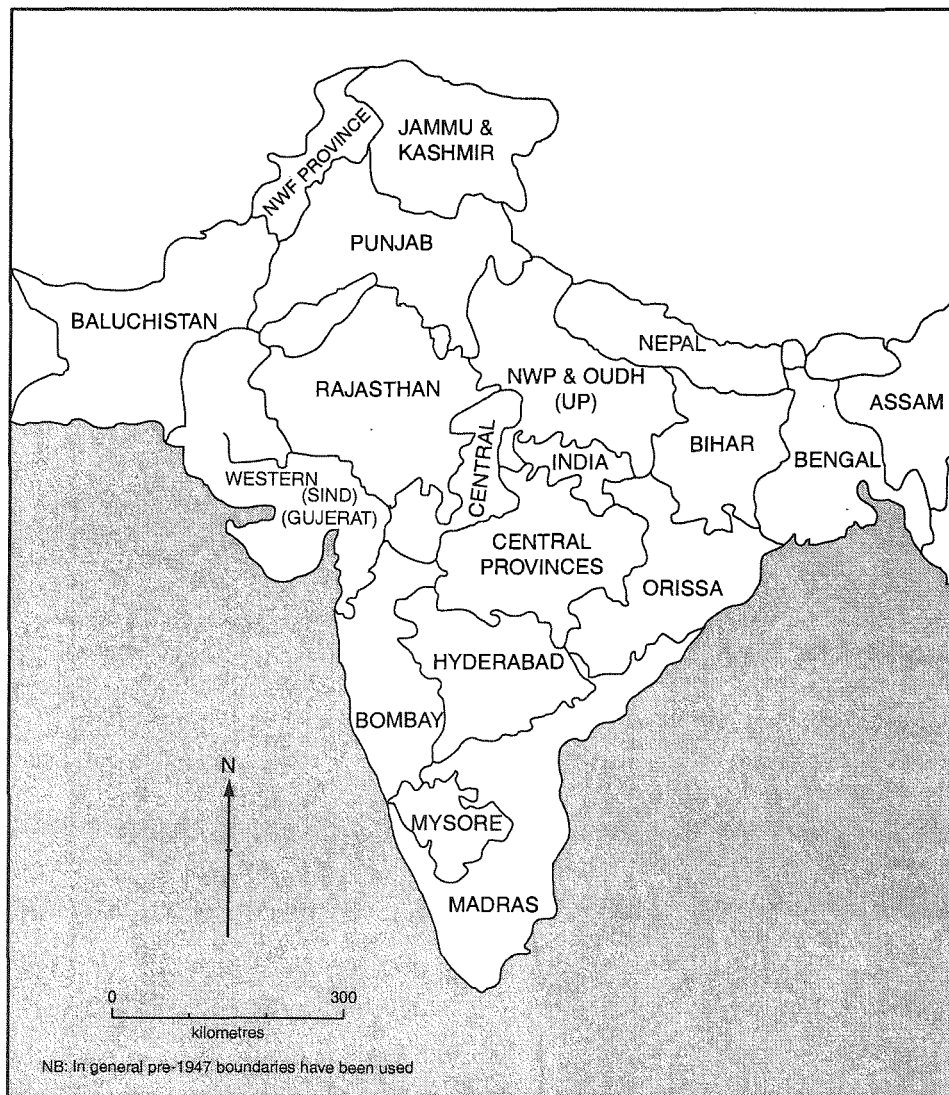 JAMMU &
KASHMIR
NWF PROVINCE
PUNJAB
BALUCHISTAN
NEPAL
RAJASTHAN
NWP & OUDH
(UP)
ASSAM
BIHAR
CENTRAL
INDIA
BENGAL
WESTERN
(SIND)
(GUJERAT)
CENTRAL
PROVINCES
ORISSA
HYDERABAD
BOMBAY
N
MYSORE
MADRAS
0 300
kilometres
NB: In general pre-1947 boundaries have been used